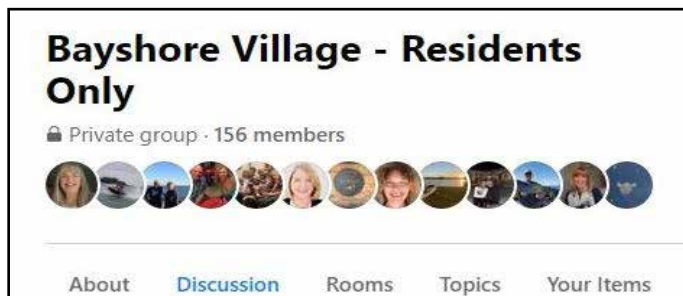 Bayshore Village - Residents
Only
Private group · 156 members
About Discussion Rooms Topics Your Items